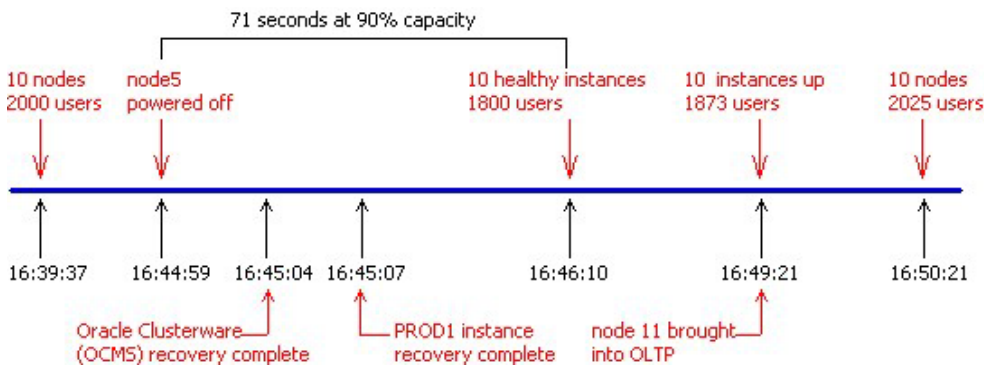 71 seconds at 90% capacity
10 nodes
2000 users
node5
powered off
10 healthy instances
1800 users
10 instances up
1873 users
10 nodes
2025 users
16:39:37
16:44:59
16:45:04
16:45:07
16:46:10
16:49:21
16:50:21
Oracle Clusterware
(OCMS) recovery complete
PROD1 instance
recovery complete
node 11 brought
into OLTP